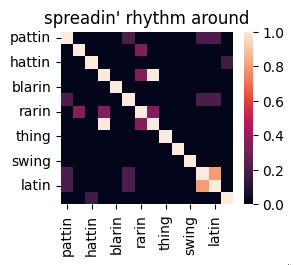 spreadin' rhythm around
pattin
hattin
blarin
rarin
thing
swing
latin
pattin
hattin
blarin
rarin
thing
swing
latin
1.0
0.8
0.6
0.4
0.2
0.0